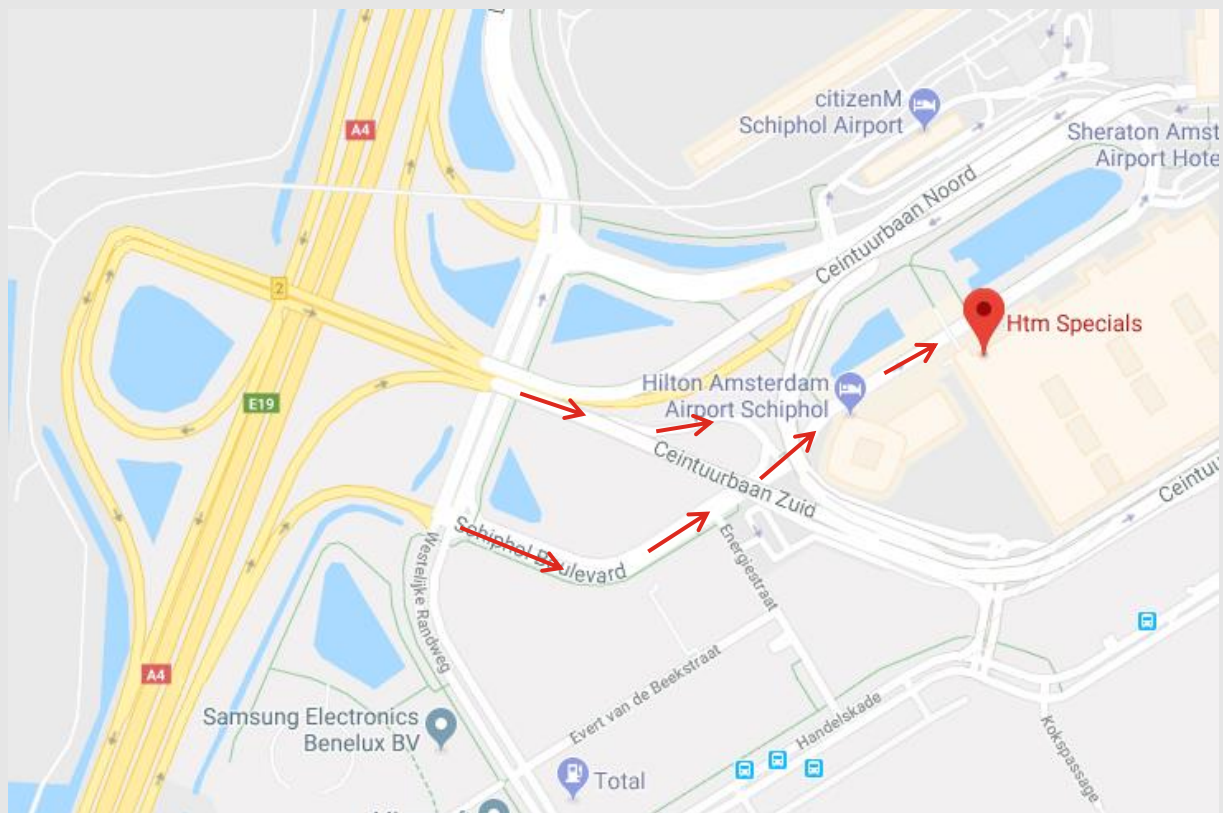 A4
citizenM
Schiphol Airport
Sheraton Amst
Airport Hote
Ceintuurbaan Noord
2
Htm Specials
Hilton Amsterdam
Airport Schiphol
E19
Ceintuurbaan Zuid
Ceintuu
Schiphol Boulevard
Westelijke Randweg
Energiestraat
A4
Evert van de Beekstraat
Samsung Electronics
Benelux BV
Handelskade
Kokspassage
Total